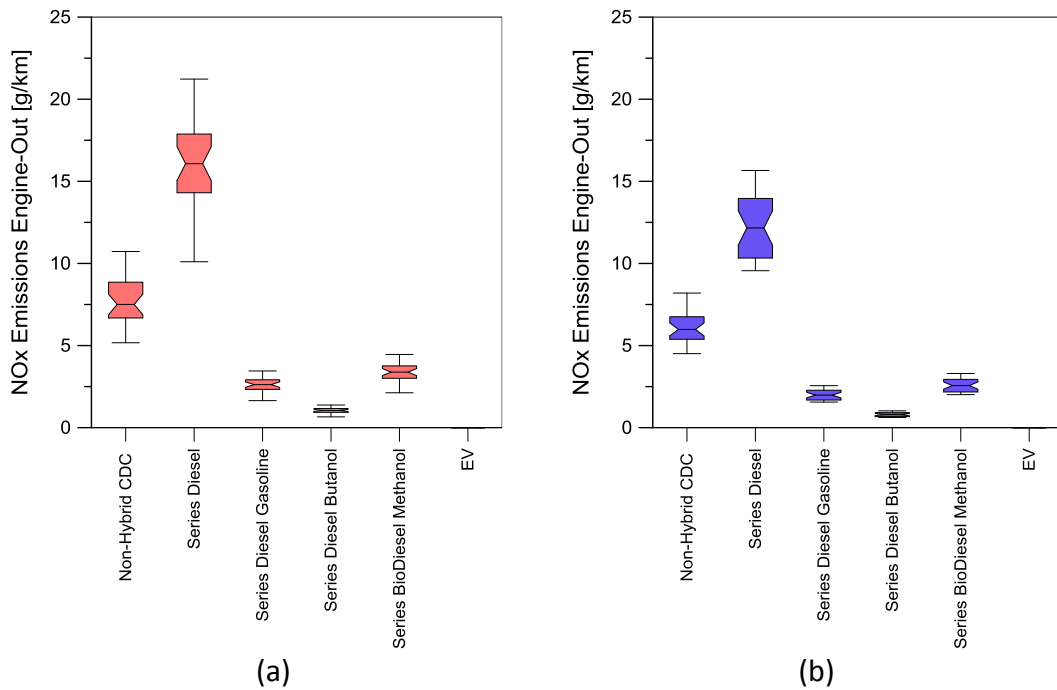 NOx Emissions Engine-Out [g/km]
25
20
15
10
5
0
Non-Hybrid CDC
Series Diesel
Series Diesel Gasoline
Series Diesel Butanol
Series BioDiesel Methanol
EV
(a)
NOx Emissions Engine-Out [g/km]
25
20
15
10
5
0
Non-Hybrid CDC
Series Diesel
Series Diesel Gasoline
Series Diesel Butanol
Series BioDiesel Methanol
EV
(b)